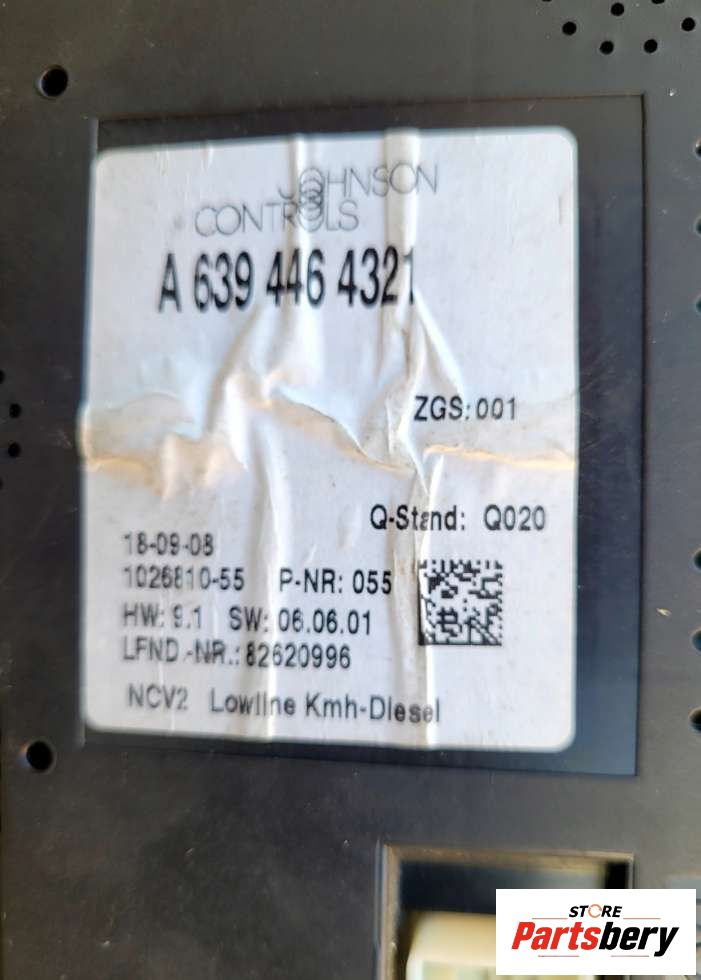 JOHNSON
CONTROLS
A 639 446 4321
ZGS: 001
Q-Stand: Q020
18-09-08
1026810-55 P-NR: 055
HW: 9.1 SW: 06.06.01
LFND.-NR.: 82620996
NCV2 Lowline Kmh-Diesel
STORE
Partsbery